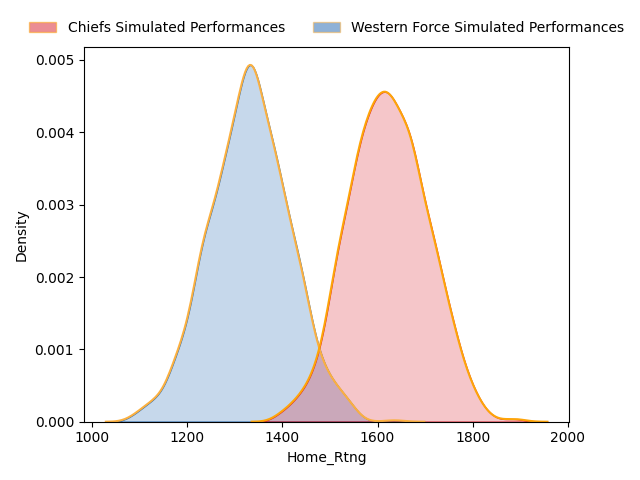 Chiefs Simulated Performances Western Force Simulated Performances
0.005
0.004
0.003
0.002
0.001
0.000
Density
1000 1200 1400 1600 1800 2000
Home_Rtng